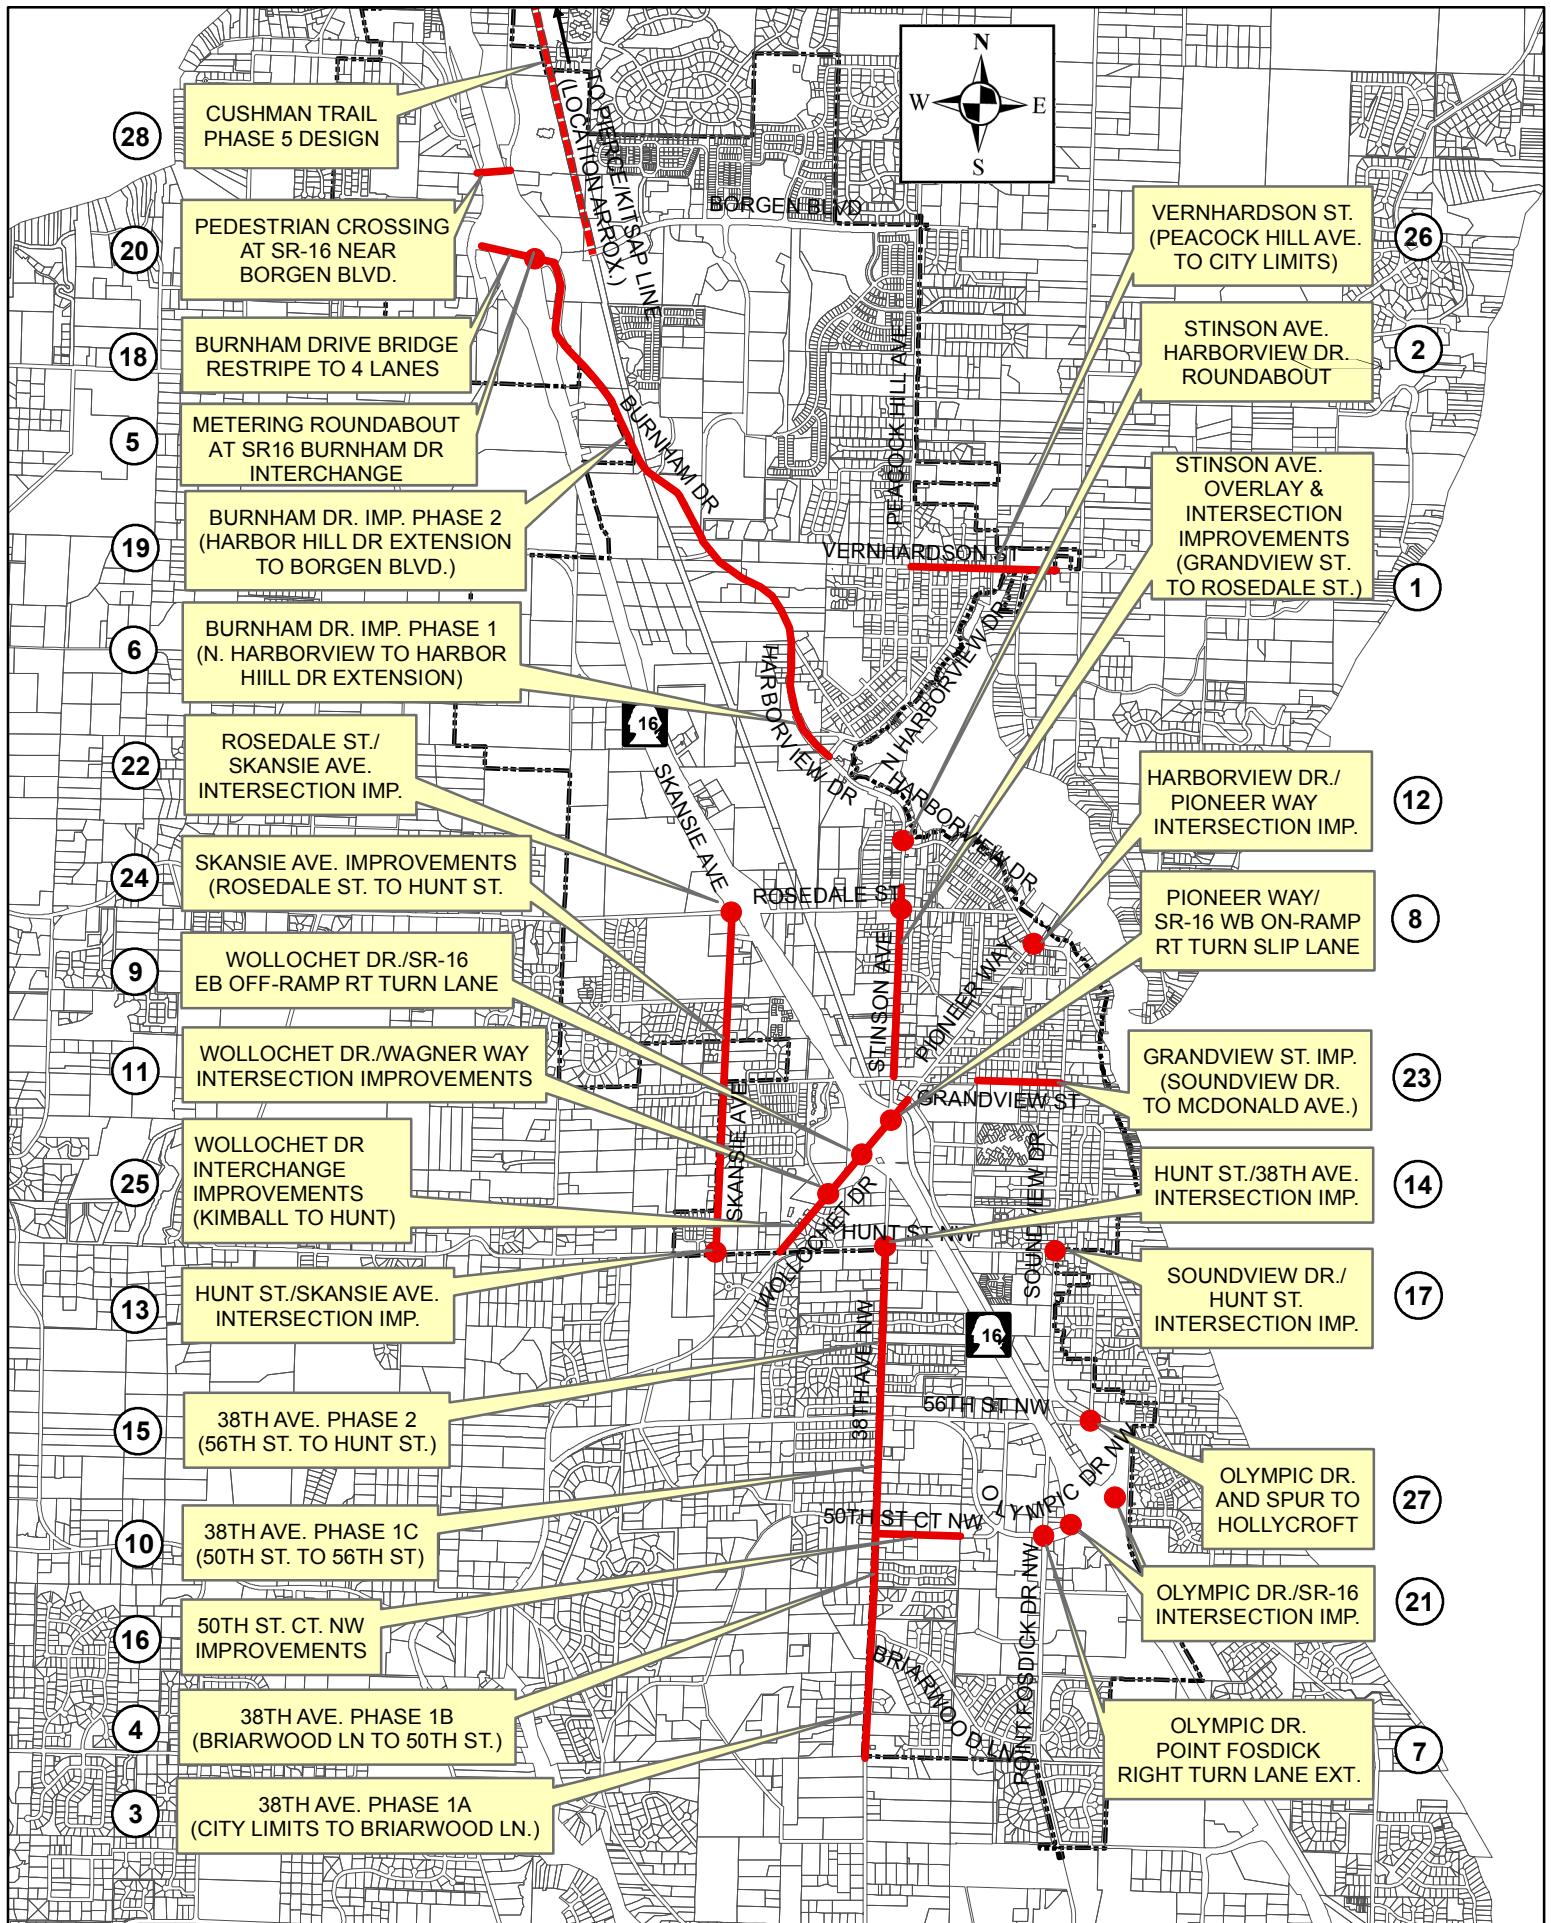 N
W
E
S
28
CUSHMAN TRAIL
PHASE 5 DESIGN
TO PIERCE/KITSAP LINE
(LOCATION ARROX.)
BORGEN BLVD
20
PEDESTRIAN CROSSING
AT SR-16 NEAR
BORGEN BLVD.
18
BURNHAM DRIVE BRIDGE
RESTRIPE TO 4 LANES
5
METERING ROUNDABOUT
AT SR16 BURNHAM DR
INTERCHANGE
19
BURNHAM DR. IMP. PHASE 2
(HARBOR HILL DR EXTENSION
TO BORGEN BLVD.)
6
BURNHAM DR. IMP. PHASE 1
(N. HARBORVIEW TO HARBOR
HIILL DR EXTENSION)
22
ROSEDALE ST./
SKANSIE AVE.
INTERSECTION IMP.
24
SKANSIE AVE. IMPROVEMENTS
(ROSEDALE ST. TO HUNT ST.
9
WOLLOCHET DR./SR-16
EB OFF-RAMP RT TURN LANE
11
WOLLOCHET DR./WAGNER WAY
INTERSECTION IMPROVEMENTS
25
WOLLOCHET DR
INTERCHANGE
IMPROVEMENTS
(KIMBALL TO HUNT)
13
HUNT ST./SKANSIE AVE.
INTERSECTION IMP.
15
38TH AVE. PHASE 2
(56TH ST. TO HUNT ST.)
10
38TH AVE. PHASE 1C
(50TH ST. TO 56TH ST)
16
50TH ST. CT. NW
IMPROVEMENTS
4
38TH AVE. PHASE 1B
(BRIARWOOD LN TO 50TH ST.)
3
38TH AVE. PHASE 1A
(CITY LIMITS TO BRIARWOOD LN.)
BURNHAM DR
PEACOCK HILL AVE
VERNHARDSON ST
HARBORVIEW DR
N HARBORVIEW DR
HARBORVIEW DR
16
SKANSIE AVE
ROSEDALE ST
STINSON AVE
PIONEER WAY
GRANDVIEW ST
SKANSIE AVE
WOLLOCHET DR
WOLLOCHET DR
HUNT ST NW
SOUNDVIEW DR
SOUNDVIEW DR
16
38TH AVE NW
38TH AVE NW
56TH ST NW
OLYMPIC DR NW
50TH ST CT NW
POINT FOSDICK DR NW
BRIARWOOD LN
VERNHARDSON ST.
(PEACOCK HILL AVE.
TO CITY LIMITS)
26
STINSON AVE.
HARBORVIEW DR.
ROUNDABOUT
2
STINSON AVE.
OVERLAY &
INTERSECTION
IMPROVEMENTS
(GRANDVIEW ST.
TO ROSEDALE ST.)
1
HARBORVIEW DR./
PIONEER WAY
INTERSECTION IMP.
12
PIONEER WAY/
SR-16 WB ON-RAMP
RT TURN SLIP LANE
8
GRANDVIEW ST. IMP.
(SOUNDVIEW DR.
TO MCDONALD AVE.)
23
HUNT ST./38TH AVE.
INTERSECTION IMP.
14
SOUNDVIEW DR./
HUNT ST.
INTERSECTION IMP.
17
OLYMPIC DR.
AND SPUR TO
HOLLYCROFT
27
OLYMPIC DR./SR-16
INTERSECTION IMP.
21
OLYMPIC DR.
POINT FOSDICK
RIGHT TURN LANE EXT.
7